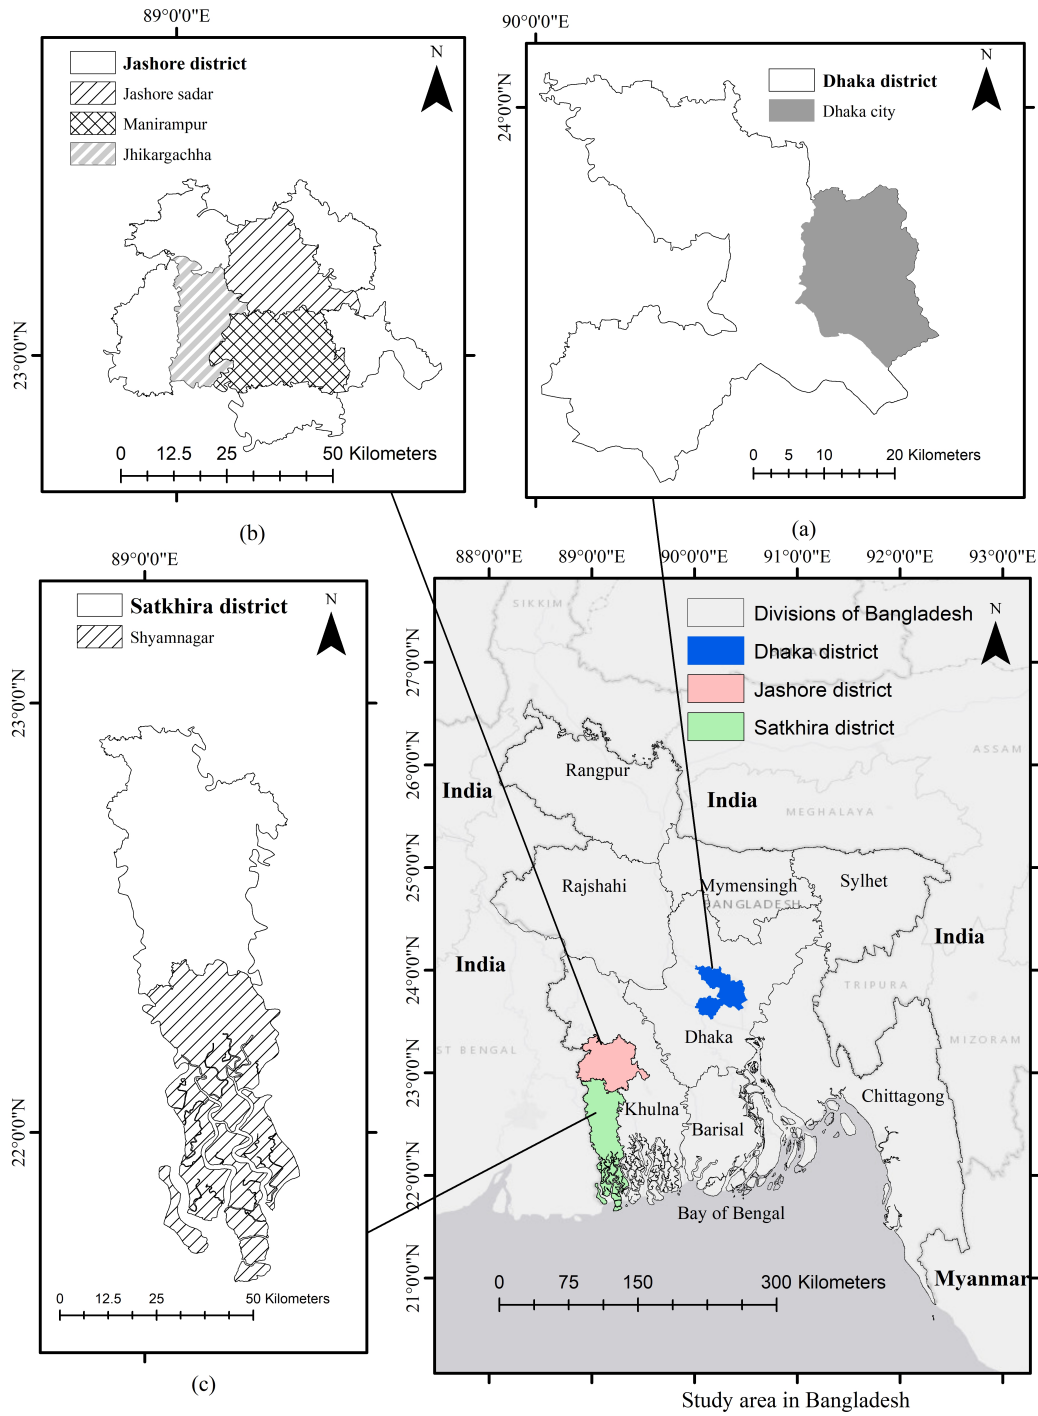 89°0'0"E
Jashore district
Jashore sadar
Manirampur
Jhikargachha
N
23°0'0"N
0 12.5 25 50 Kilometers
(b)
90°0'0"E
Dhaka district
Dhaka city
N
24°0'0"N
0 5 10 20 Kilometers
(a)
89°0'0"E
Satkhira district
Shyamnagar
N
23°0'0"N
22°0'0"N
0 12.5 25 50 Kilometers
(c)
88°0'0"E 89°0'0"E 90°0'0"E 91°0'0"E 92°0'0"E 93°0'0"E
Divisions of Bangladesh
Dhaka district
Jashore district
Satkhira district
N
27°0'0"N
26°0'0"N
25°0'0"N
24°0'0"N
23°0'0"N
22°0'0"N
21°0'0"N
SIKKIM
ASSAM
Rangpur
India
India
MEGHALAYA
Rajshahi
Mymensingh
Sylhet
BANGLADESH
India
India
TRIPURA
Dhaka
MIZORAM
ST BENGAL
Chittagong
Khulna
Barisal
Bay of Bengal
Myanmar
0 75 150 300 Kilometers
Study area in Bangladesh